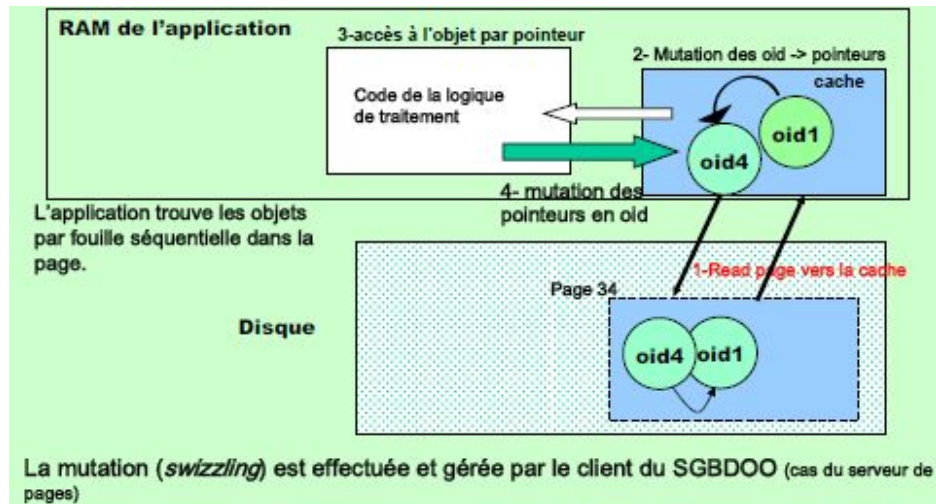 RAM de l'application
3-accès à l'objet par pointeur
2- Mutation des oid -> pointeurs
cache
Code de la logique
de traitement
oid1
oid4
4- mutation des
pointeurs en oid
L'application trouve les objets
par fouille séquentielle dans la
page.
1-Read page vers la cache
Page 34
Disque
oid4
oid1
La mutation (swizzling) est effectuée et gérée par le client du SGBDOO (cas du serveur de
pages)